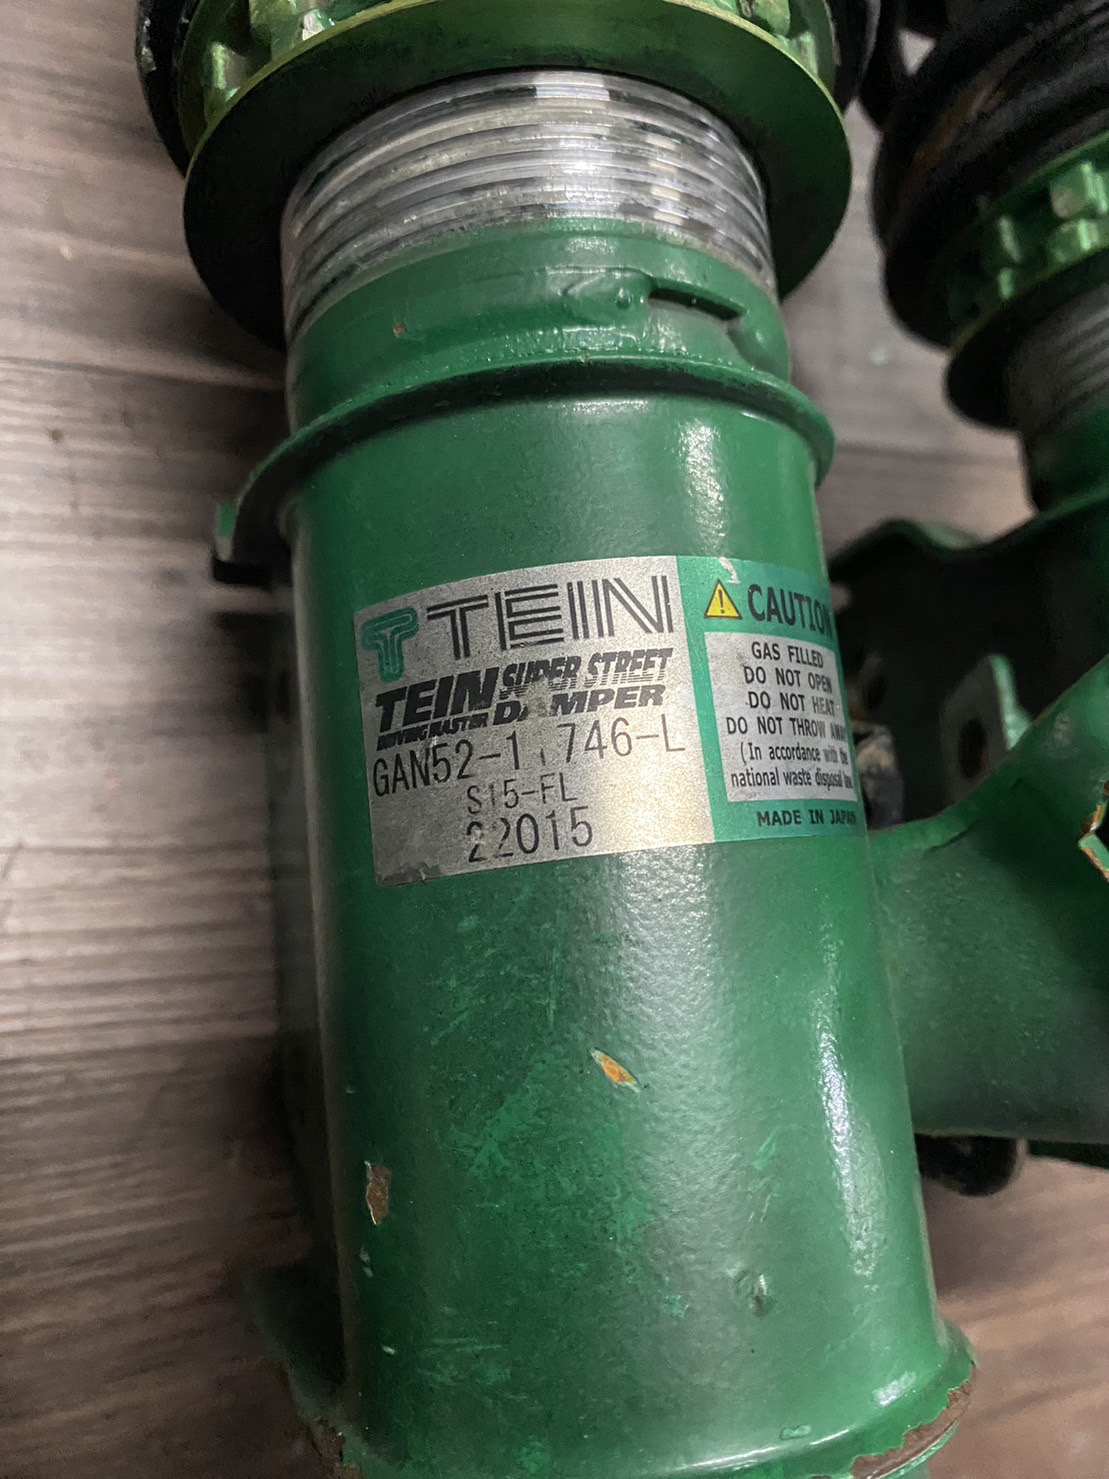 TEIN
TEIN SUPER STREET
DRIVING MASTER DAMPER
746-L
S15-FL
22015
CAUTION
GAS FILLED
DO NOT OPEN
DO NOT HEAT
DO NOT THROW AWAY
(In accordance with the
national waste disposal
MADE IN JAPAN